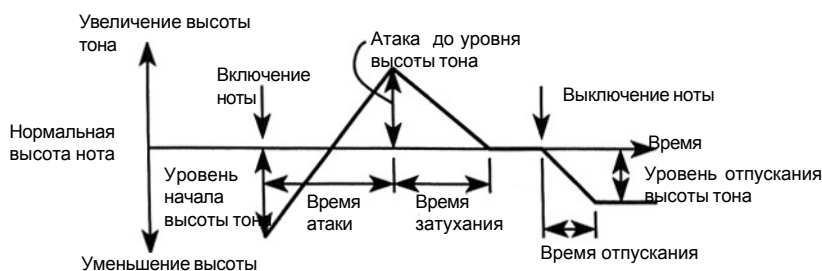 Увеличение высоты
тона
Атака до уровня
высоты тона
Включение
ноты
Выключение ноты
Нормальная
высота нота
Время
Уровень
начала
высоты тона
Время
атаки
Время
затухания
Уровень отпускания
высоты тона
Время отпускания
Уменьшение высоты